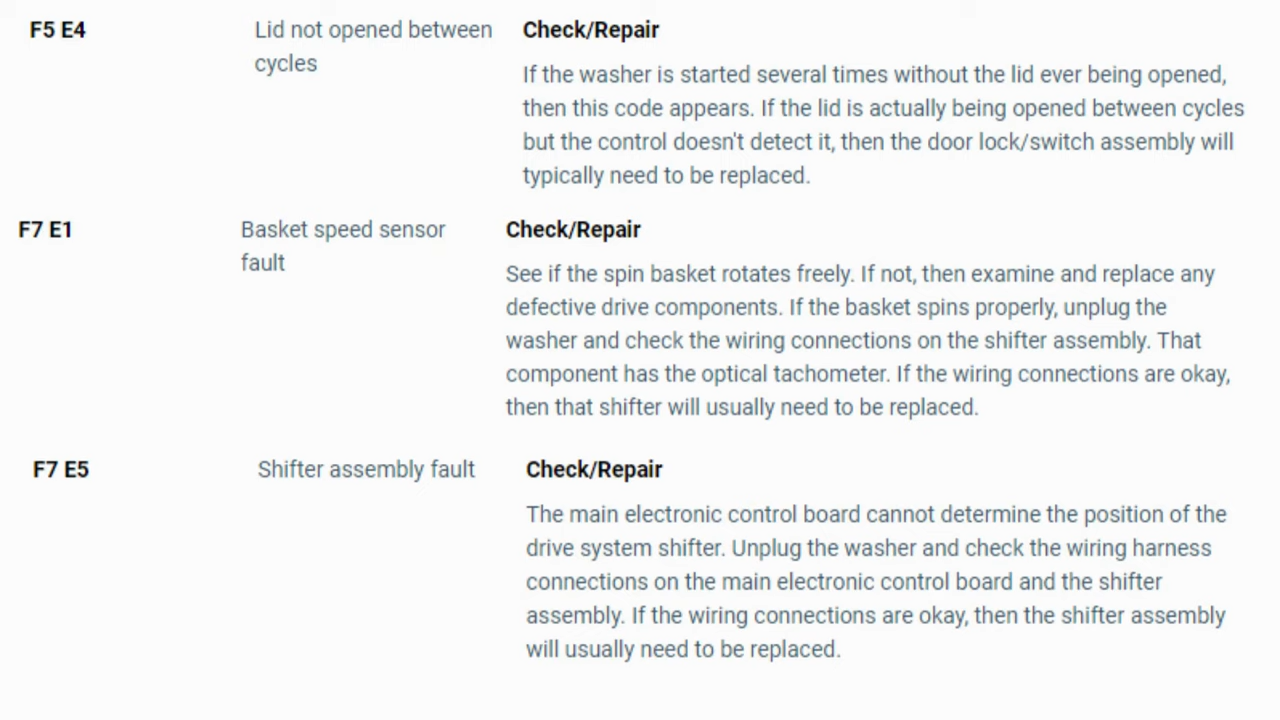 F5 E4 Lid not opened between Check/Repair
cycles
If the washer is started several times without the lid ever being opened,
then this code appears. If the lid is actually being opened between cycles
but the control doesn't detect it, then the door lock/switch assembly will
typically need to be replaced.
F7 E1 Basket speed sensor Check/Repair
fault
See if the spin basket rotates freely. If not, then examine and replace any
defective drive components. If the basket spins properly, unplug the
washer and check the wiring connections on the shifter assembly. That
component has the optical tachometer. If the wiring connections are okay,
then that shifter will usually need to be replaced.
F7 E5 Shifter assembly fault Check/Repair
The main electronic control board cannot determine the position of the
drive system shifter. Unplug the washer and check the wiring harness
connections on the main electronic control board and the shifter
assembly. If the wiring connections are okay, then the shifter assembly
will usually need to be replaced.